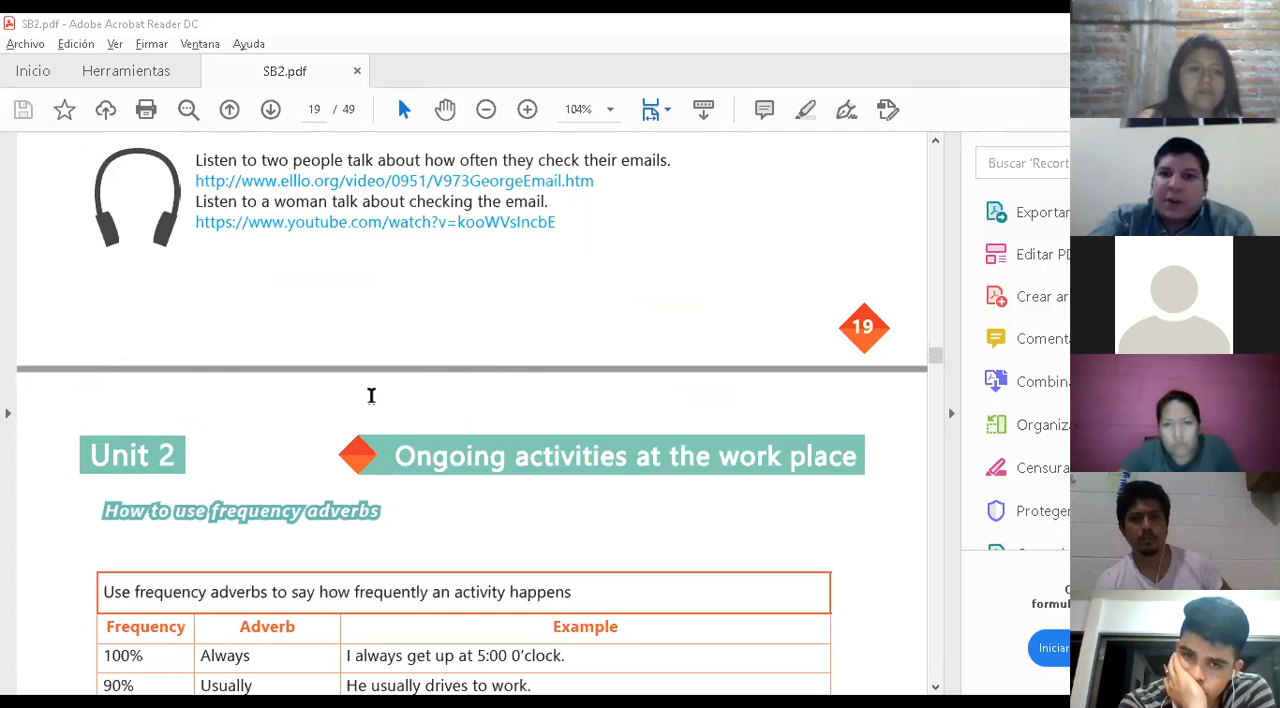 SB2.pdf - Adobe Acrobat Reader DC
Archivo Edición Ver Firmar Ventana Ayuda
Inicio Herramientas SB2.pdf ×
19 / 49 104%
Listen to two people talk about how often they check their emails.
http://www.elllo.org/video/0951/V973GeorgeEmail.htm
Listen to a woman talk about checking the email.
https://www.youtube.com/watch?v=kooWVsIncbE
19
Unit 2 Ongoing activities at the work place
How to use frequency adverbs
Use frequency adverbs to say how frequently an activity happens
Frequency Adverb Example
100% Always I always get up at 5:00 0'clock.
90% Usually He usually drives to work.
Buscar 'Recort
Exportar
Editar PD
Crear ar
Comenta
Combin
Organiz
Censura
Proteger
formul
Iniciar